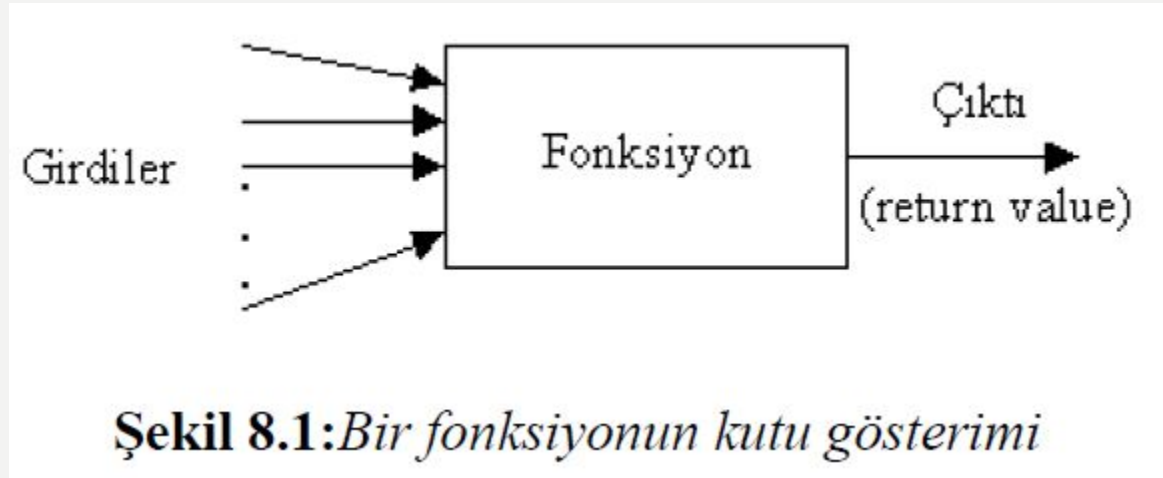 Çıktı
Girdiler
Fonksiyon
(return value)
Şekil 8.1:Bir fonksiyonun kutu gösterimi